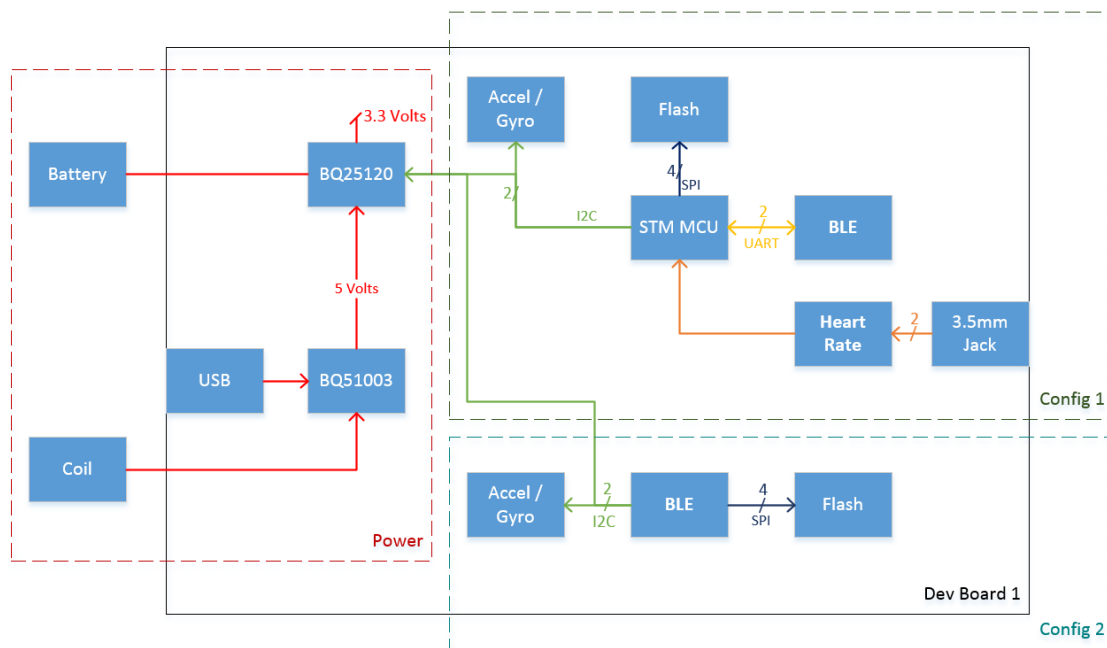 Accel /
Gyro
Flash
3.3 Volts
Battery
BQ25120
4
SPI
2
I2C
STM MCU
2
UART
BLE
5 Volts
Heart
Rate
2
3.5mm
Jack
USB
BQ51003
Config 1
Coil
Accel /
Gyro
2
I2C
BLE
4
SPI
Flash
Power
Dev Board 1
Config 2